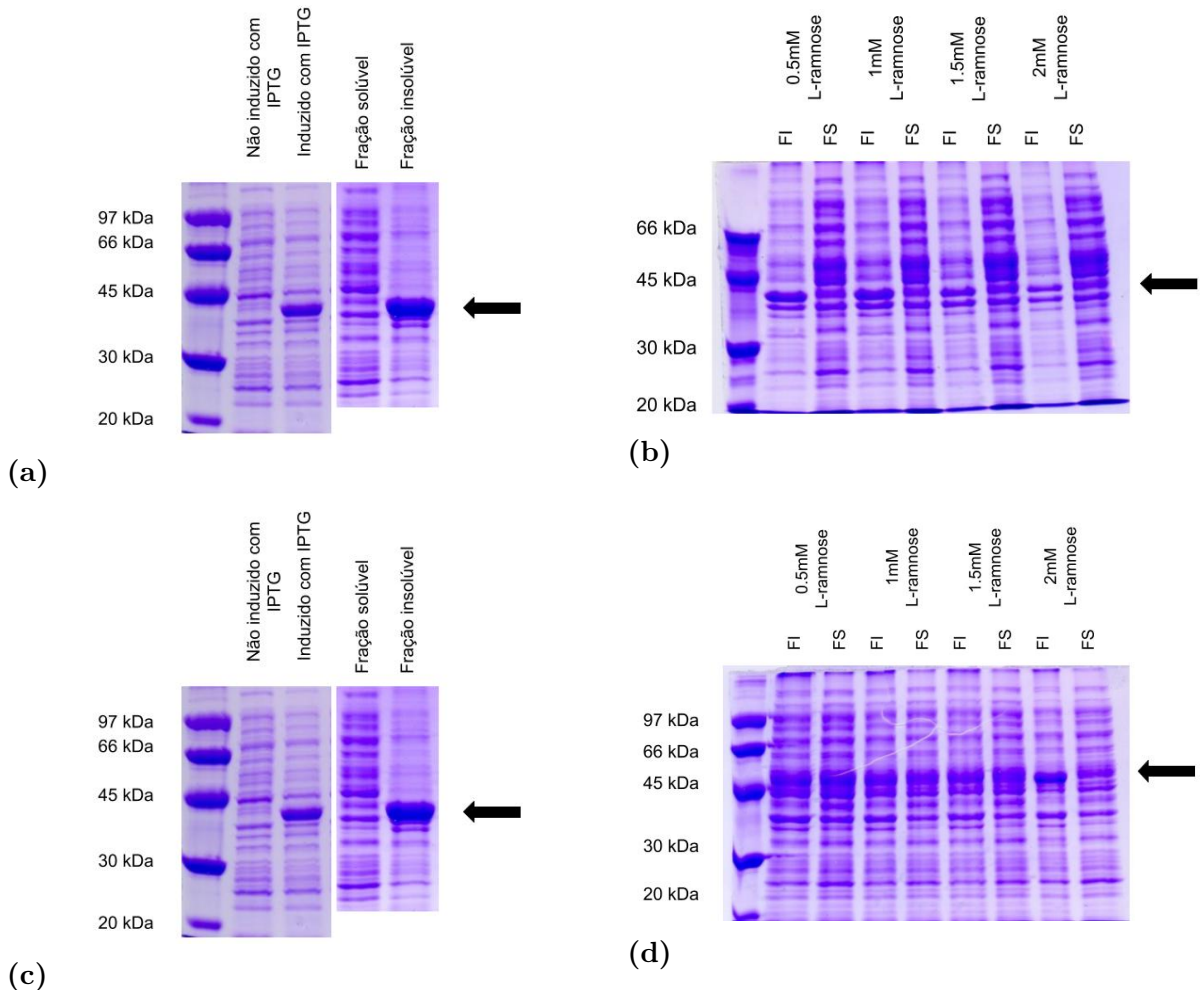 Não induzido com
IPTG
Induzido com IPTG
Fração solúvel
Fração insolúvel
97 kDa
66 kDa
45 kDa
30 kDa
20 kDa
(a)
0.5mM
L-ramnose
1mM
L-ramnose
1.5mM
L-ramnose
2mM
L-ramnose
FI FS FI FS FI FS FI FS
66 kDa
45 kDa
30 kDa
20 kDa
(b)
Não induzido com
IPTG
Induzido com IPTG
Fração solúvel
Fração insolúvel
97 kDa
66 kDa
45 kDa
30 kDa
20 kDa
(c)
0.5mM
L-ramnose
1mM
L-ramnose
1.5mM
L-ramnose
2mM
L-ramnose
FI FS FI FS FI FS FI FS
97 kDa
66 kDa
45 kDa
30 kDa
20 kDa
(d)